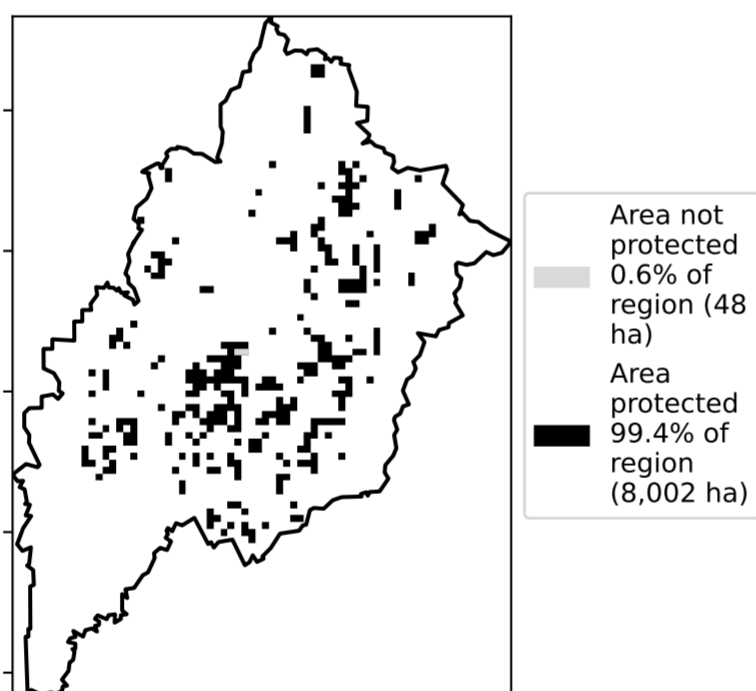 Area not
protected
0.6% of
region (48
ha)
Area
protected
99.4% of
region
(8,002 ha)